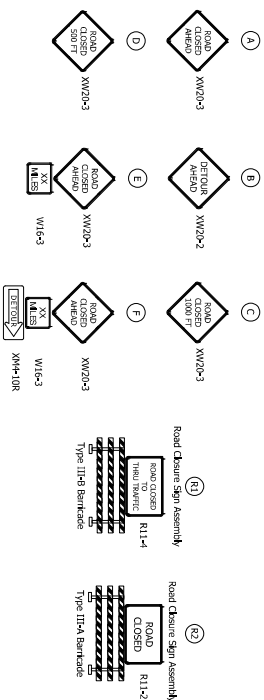 A
ROAD
CLOSED
AHEAD
XW20-3
B
DETOUR
AHEAD
XW20-2
C
ROAD
CLOSED
1000 FT
XW20-3
R1
Road Closure Sign Assembly
ROAD CLOSED
TO
THRU TRAFFIC
R11-4
Type III-B Barricade
R2
Road Closure Sign Assembly
ROAD
CLOSED
R11-2
Type III-A Barricade
D
ROAD
CLOSED
500 FT
XW20-3
E
ROAD
CLOSED
AHEAD
XW20-3
XX
MILES
W16-3
F
ROAD
CLOSED
AHEAD
XW20-3
XX
MILES
W16-3
DETOUR
XM4-10R